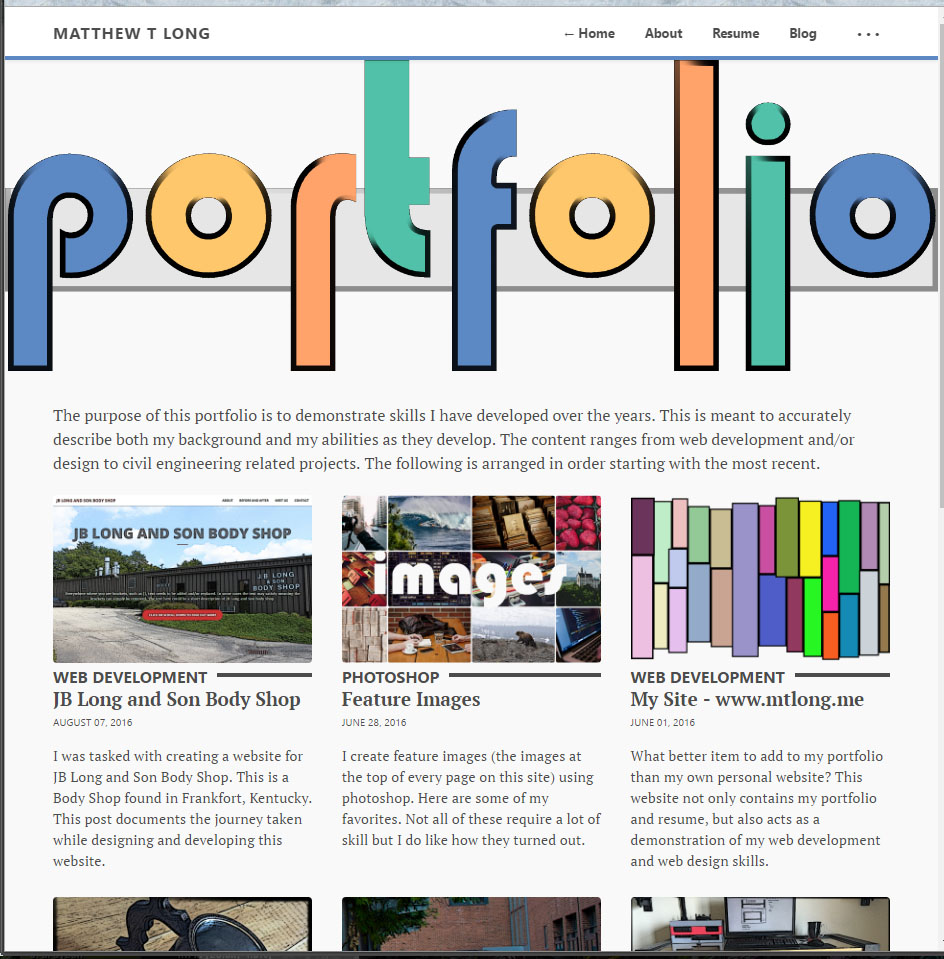 MATTHEW T LONG
← Home About Resume Blog ...
portfolio
The purpose of this portfolio is to demonstrate skills I have developed over the years. This is meant to accurately
describe both my background and my abilities as they develop. The content ranges from web development and/or
design to civil engineering related projects. The following is arranged in order starting with the most recent.
JB LONG AND SON BODY SHOP
ABOUT BEFORE AND AFTER MEET US CONTACT
JB LONG AND SON BODY SHOP
JB LONG
& SON
BODY SHOP
WEB DEVELOPMENT
JB Long and Son Body Shop
AUGUST 07, 2016
I was tasked with creating a website for
JB Long and Son Body Shop. This is a
Body Shop found in Frankfort, Kentucky.
This post documents the journey taken
while designing and developing this
website.
images
PHOTOSHOP
Feature Images
JUNE 28, 2016
I create feature images (the images at
the top of every page on this site) using
photoshop. Here are some of my
favorites. Not all of these require a lot of
skill but I do like how they turned out.
WEB DEVELOPMENT
My Site - www.mtlong.me
JUNE 01, 2016
What better item to add to my portfolio
than my own personal website? This
website not only contains my portfolio
and resume, but also acts as a
demonstration of my web development
and web design skills.